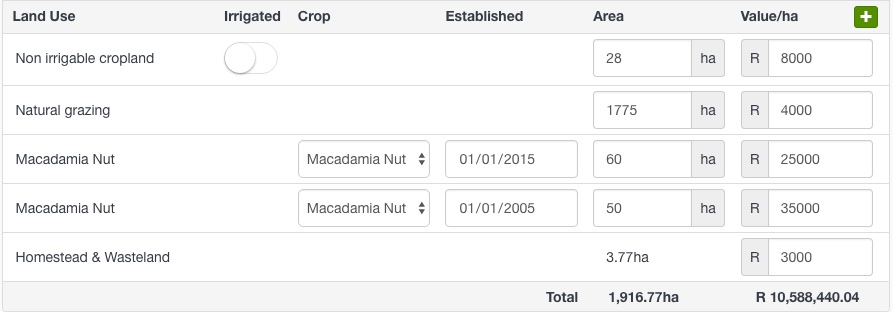 Land Use Irrigated Crop Established Area Value/ha +
Non irrigable cropland 28 ha R 8000
Natural grazing 1775 ha R 4000
Macadamia Nut Macadamia Nut 01/01/2015 60 ha R 25000
Macadamia Nut Macadamia Nut 01/01/2005 50 ha R 35000
Homestead & Wasteland 3.77ha R 3000
Total 1,916.77ha R 10,588,440.04